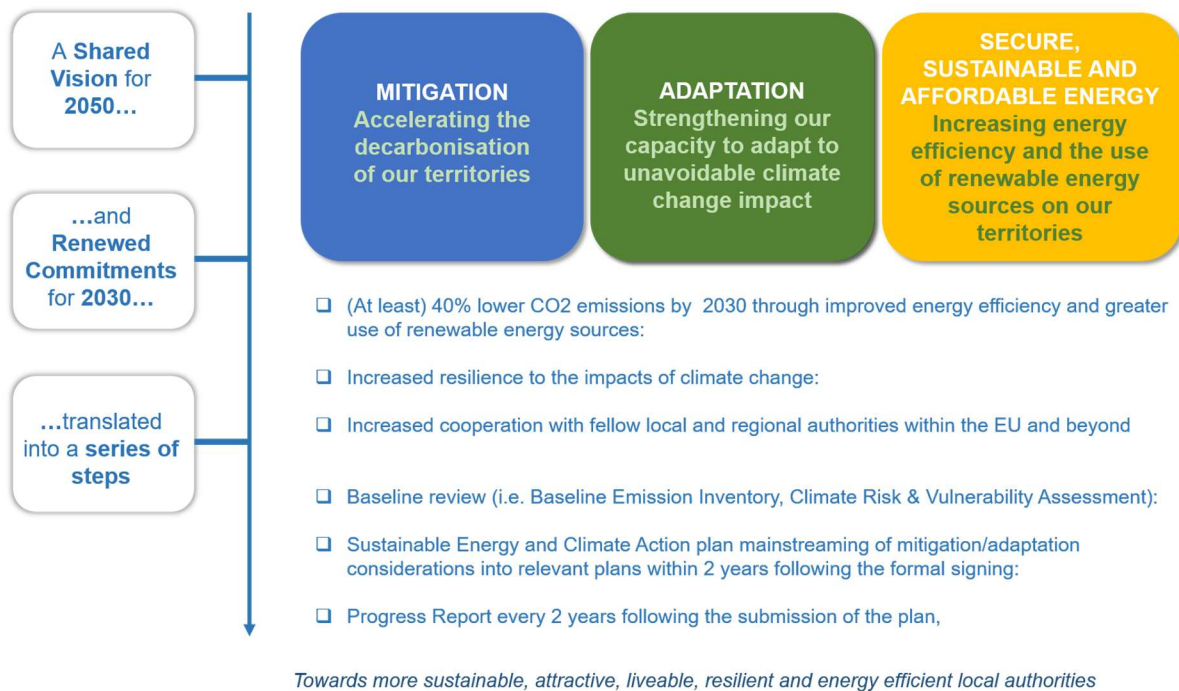 A Shared
Vision for
2050...
MITIGATION
Accelerating the
decarbonisation
of our territories
ADAPTATION
Strengthening our
capacity to adapt to
unavoidable climate
change impact
SECURE,
SUSTAINABLE AND
AFFORDABLE ENERGY
Increasing energy
efficiency and the use
of renewable energy
sources on our
territories
...and
Renewed
Commitments
for 2030...
(At least) 40% lower CO2 emissions by 2030 through improved energy efficiency and greater
use of renewable energy sources:
Increased resilience to the impacts of climate change:
Increased cooperation with fellow local and regional authorities within the EU and beyond
...translated
into a series of
steps
Baseline review (i.e. Baseline Emission Inventory, Climate Risk & Vulnerability Assessment):
Sustainable Energy and Climate Action plan mainstreaming of mitigation/adaptation
considerations into relevant plans within 2 years following the formal signing:
Progress Report every 2 years following the submission of the plan,
Towards more sustainable, attractive, liveable, resilient and energy efficient local authorities